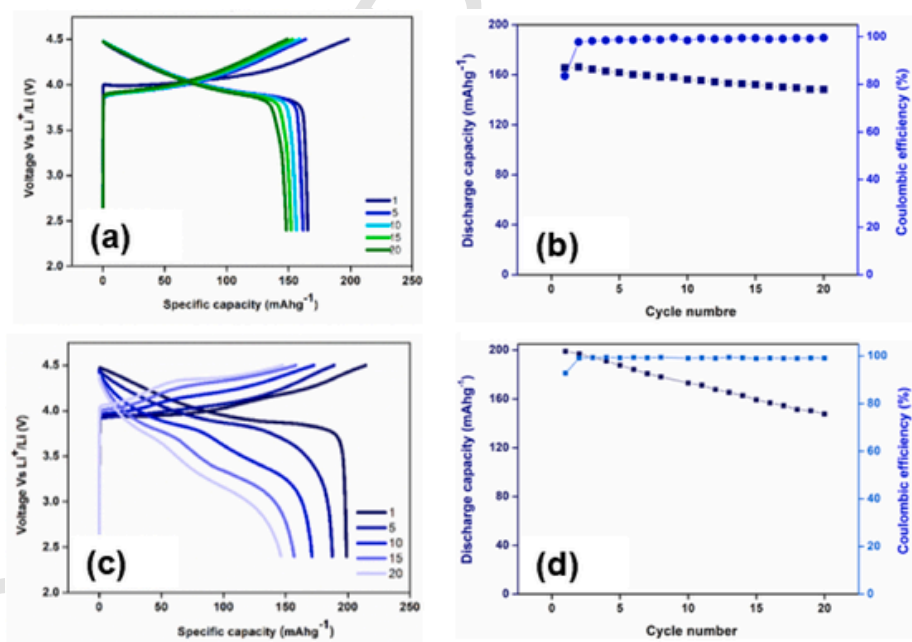 4.5
4.0
3.5
3.0
2.5
2.0
Voltage Vs Li⁺/Li (V)
0 50 100 150 200 250
Specific capacity (mAhg⁻¹)
1
5
10
15
20
(a)
200
160
120
80
40
0
Discharge capacity (mAhg⁻¹)
0 5 10 15 20
Cycle numbre
100
80
60
40
20
0
Coulombic efficiency (%)
(b)
4.5
4.0
3.5
3.0
2.5
2.0
Voltage Vs Li⁺/Li (V)
0 50 100 150 200 250
Specific capacity (mAhg⁻¹)
1
5
10
15
20
(c)
200
160
120
80
40
0
Discharge capacity (mAhg⁻¹)
0 5 10 15 20
Cycle number
100
80
60
40
20
0
Coulombic efficiency (%)
(d)